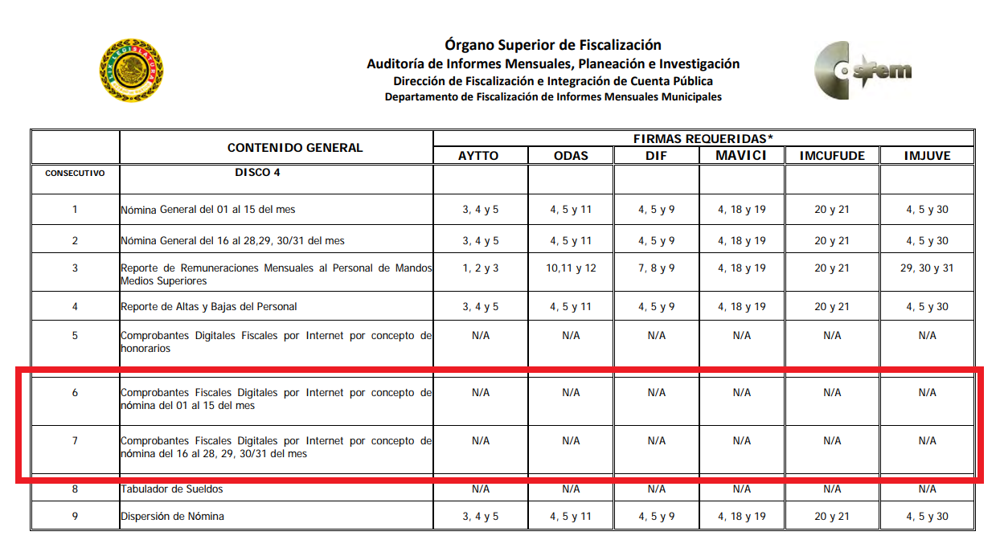 Órgano Superior de Fiscalización
Auditoría de Informes Mensuales, Planeación e Investigación
Dirección de Fiscalización e Integración de Cuenta Pública
Departamento de Fiscalización de Informes Mensuales Municipales
LIX LEGISLATURA
osfem
CONTENIDO GENERAL
FIRMAS REQUERIDAS*
AYTTO ODAS DIF MAVICI IMCUFUDE IMJUVE
CONSECUTIVO DISCO 4
1 Nómina General del 01 al 15 del mes 3, 4 y 5 4, 5 y 11 4, 5 y 9 4, 18 y 19 20 y 21 4, 5 y 30
2 Nómina General del 16 al 28,29, 30/31 del mes 3, 4 y 5 4, 5 y 11 4, 5 y 9 4, 18 y 19 20 y 21 4, 5 y 30
3 Reporte de Remuneraciones Mensuales al Personal de Mandos 1, 2 y 3 10,11 y 12 7, 8 y 9 4, 18 y 19 20 y 21 29, 30 y 31
Medios Superiores
4 Reporte de Altas y Bajas del Personal 3, 4 y 5 4, 5 y 11 4, 5 y 9 4, 18 y 19 20 y 21 4, 5 y 30
5 Comprobantes Digitales Fiscales por Internet por concepto de N/A N/A N/A N/A N/A N/A
honorarios
6 Comprobantes Fiscales Digitales por Internet por concepto de N/A N/A N/A N/A N/A N/A
nómina del 01 al 15 del mes
7 Comprobantes Fiscales Digitales por Internet por concepto de N/A N/A N/A N/A N/A N/A
nómina del 16 al 28, 29, 30/31 del mes
8 Tabulador de Sueldos N/A N/A N/A N/A N/A N/A
9 Dispersión de Nómina 3, 4 y 5 4, 5 y 11 4, 5 y 9 4, 18 y 19 20 y 21 4, 5 y 30